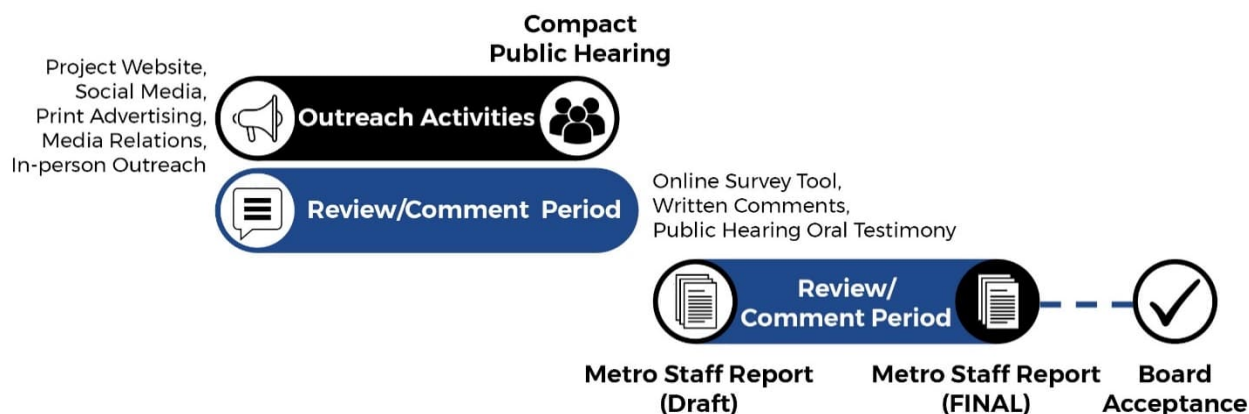 Compact
Public Hearing
Project Website,
Social Media,
Print Advertising,
Media Relations,
In-person Outreach
Outreach Activities
Review/Comment Period
Online Survey Tool,
Written Comments,
Public Hearing Oral Testimony
Review/
Comment Period
Metro Staff Report
(Draft)
Metro Staff Report
(FINAL)
Board
Acceptance